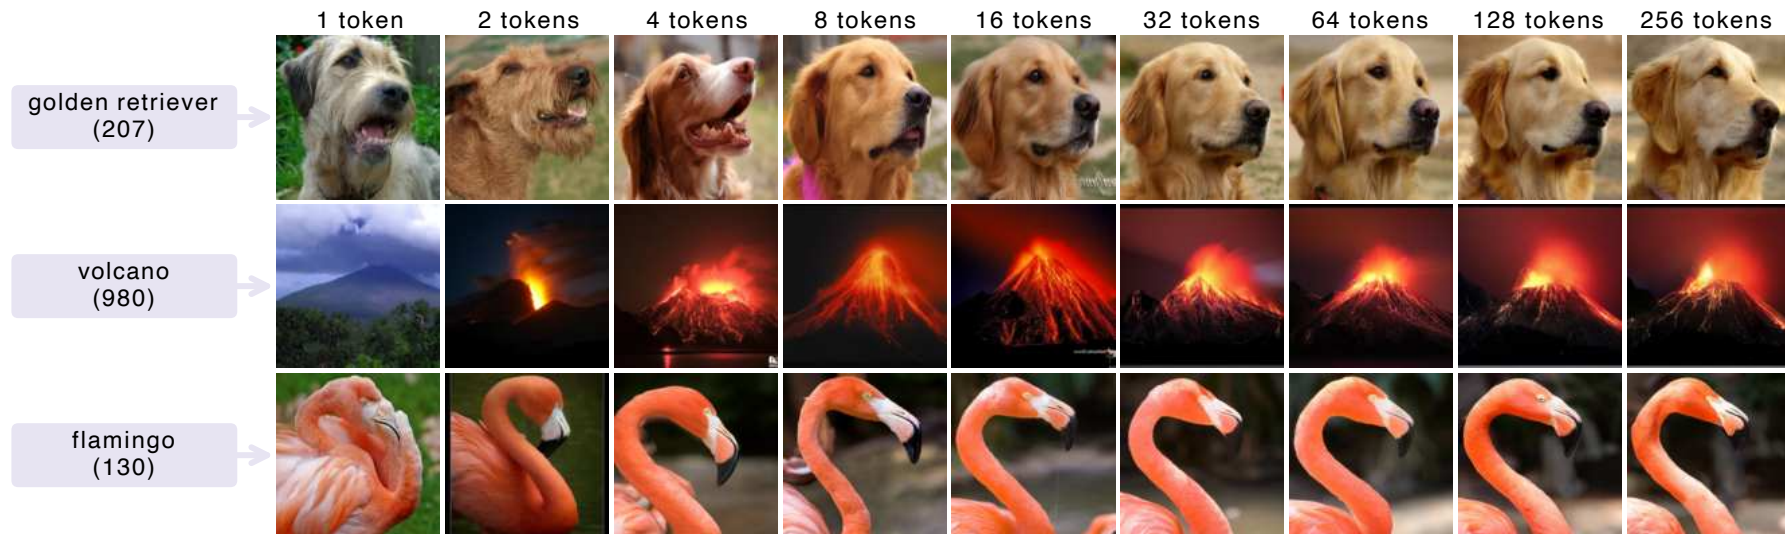 1 token 2 tokens 4 tokens 8 tokens 16 tokens 32 tokens 64 tokens 128 tokens 256 tokens
golden retriever
(207)
volcano
(980)
flamingo
(130)